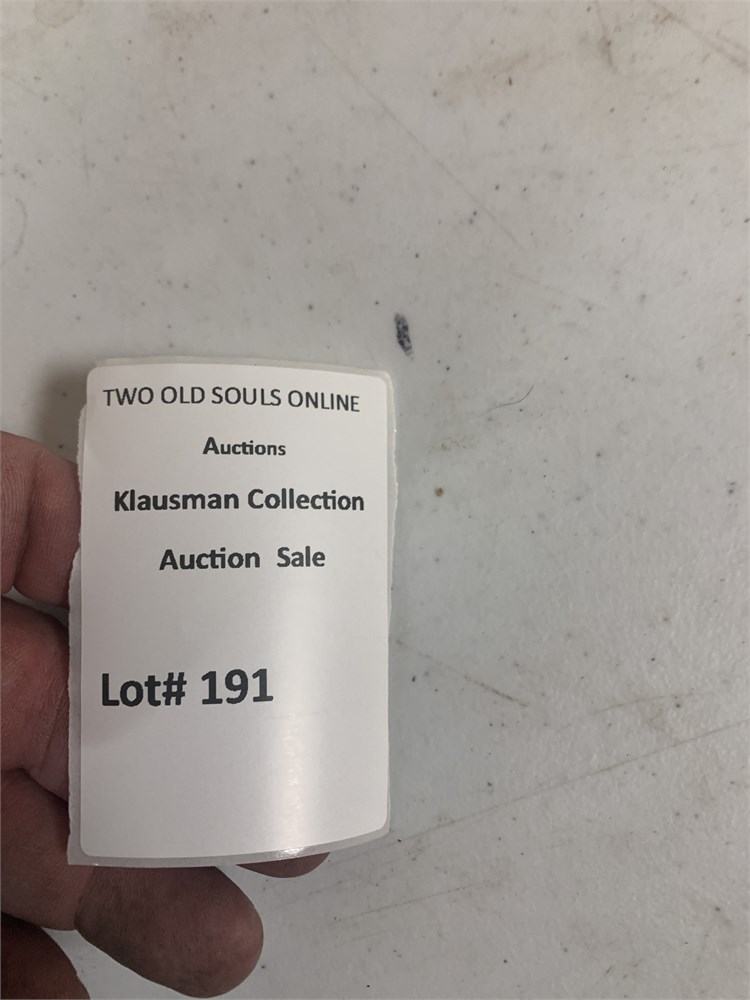 TWO OLD SOULS ONLINE
Auctions
Klausman Collection
Auction Sale
Lot# 191